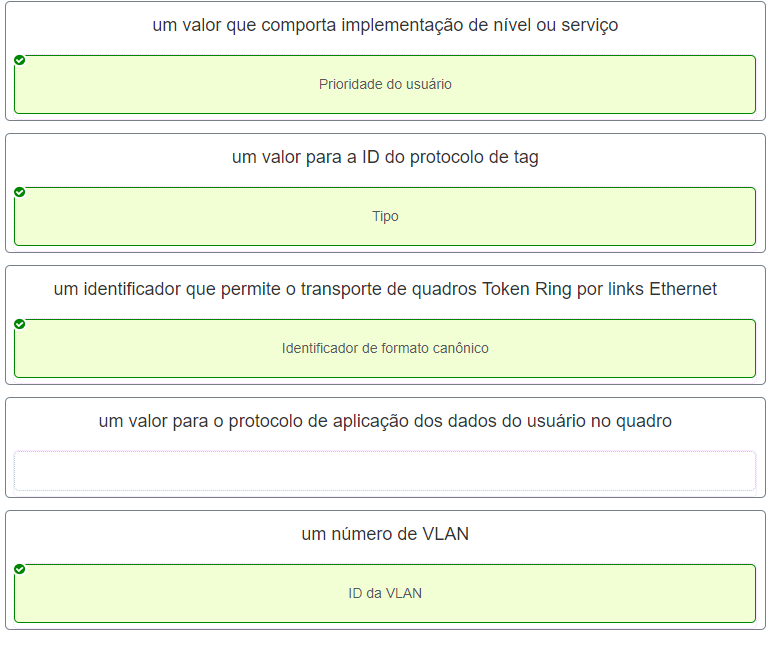 um valor que comporta implementação de nível ou serviço
Prioridade do usuário
um valor para a ID do protocolo de tag
Tipo
um identificador que permite o transporte de quadros Token Ring por links Ethernet
Identificador de formato canônico
um valor para o protocolo de aplicação dos dados do usuário no quadro
um número de VLAN
ID da VLAN